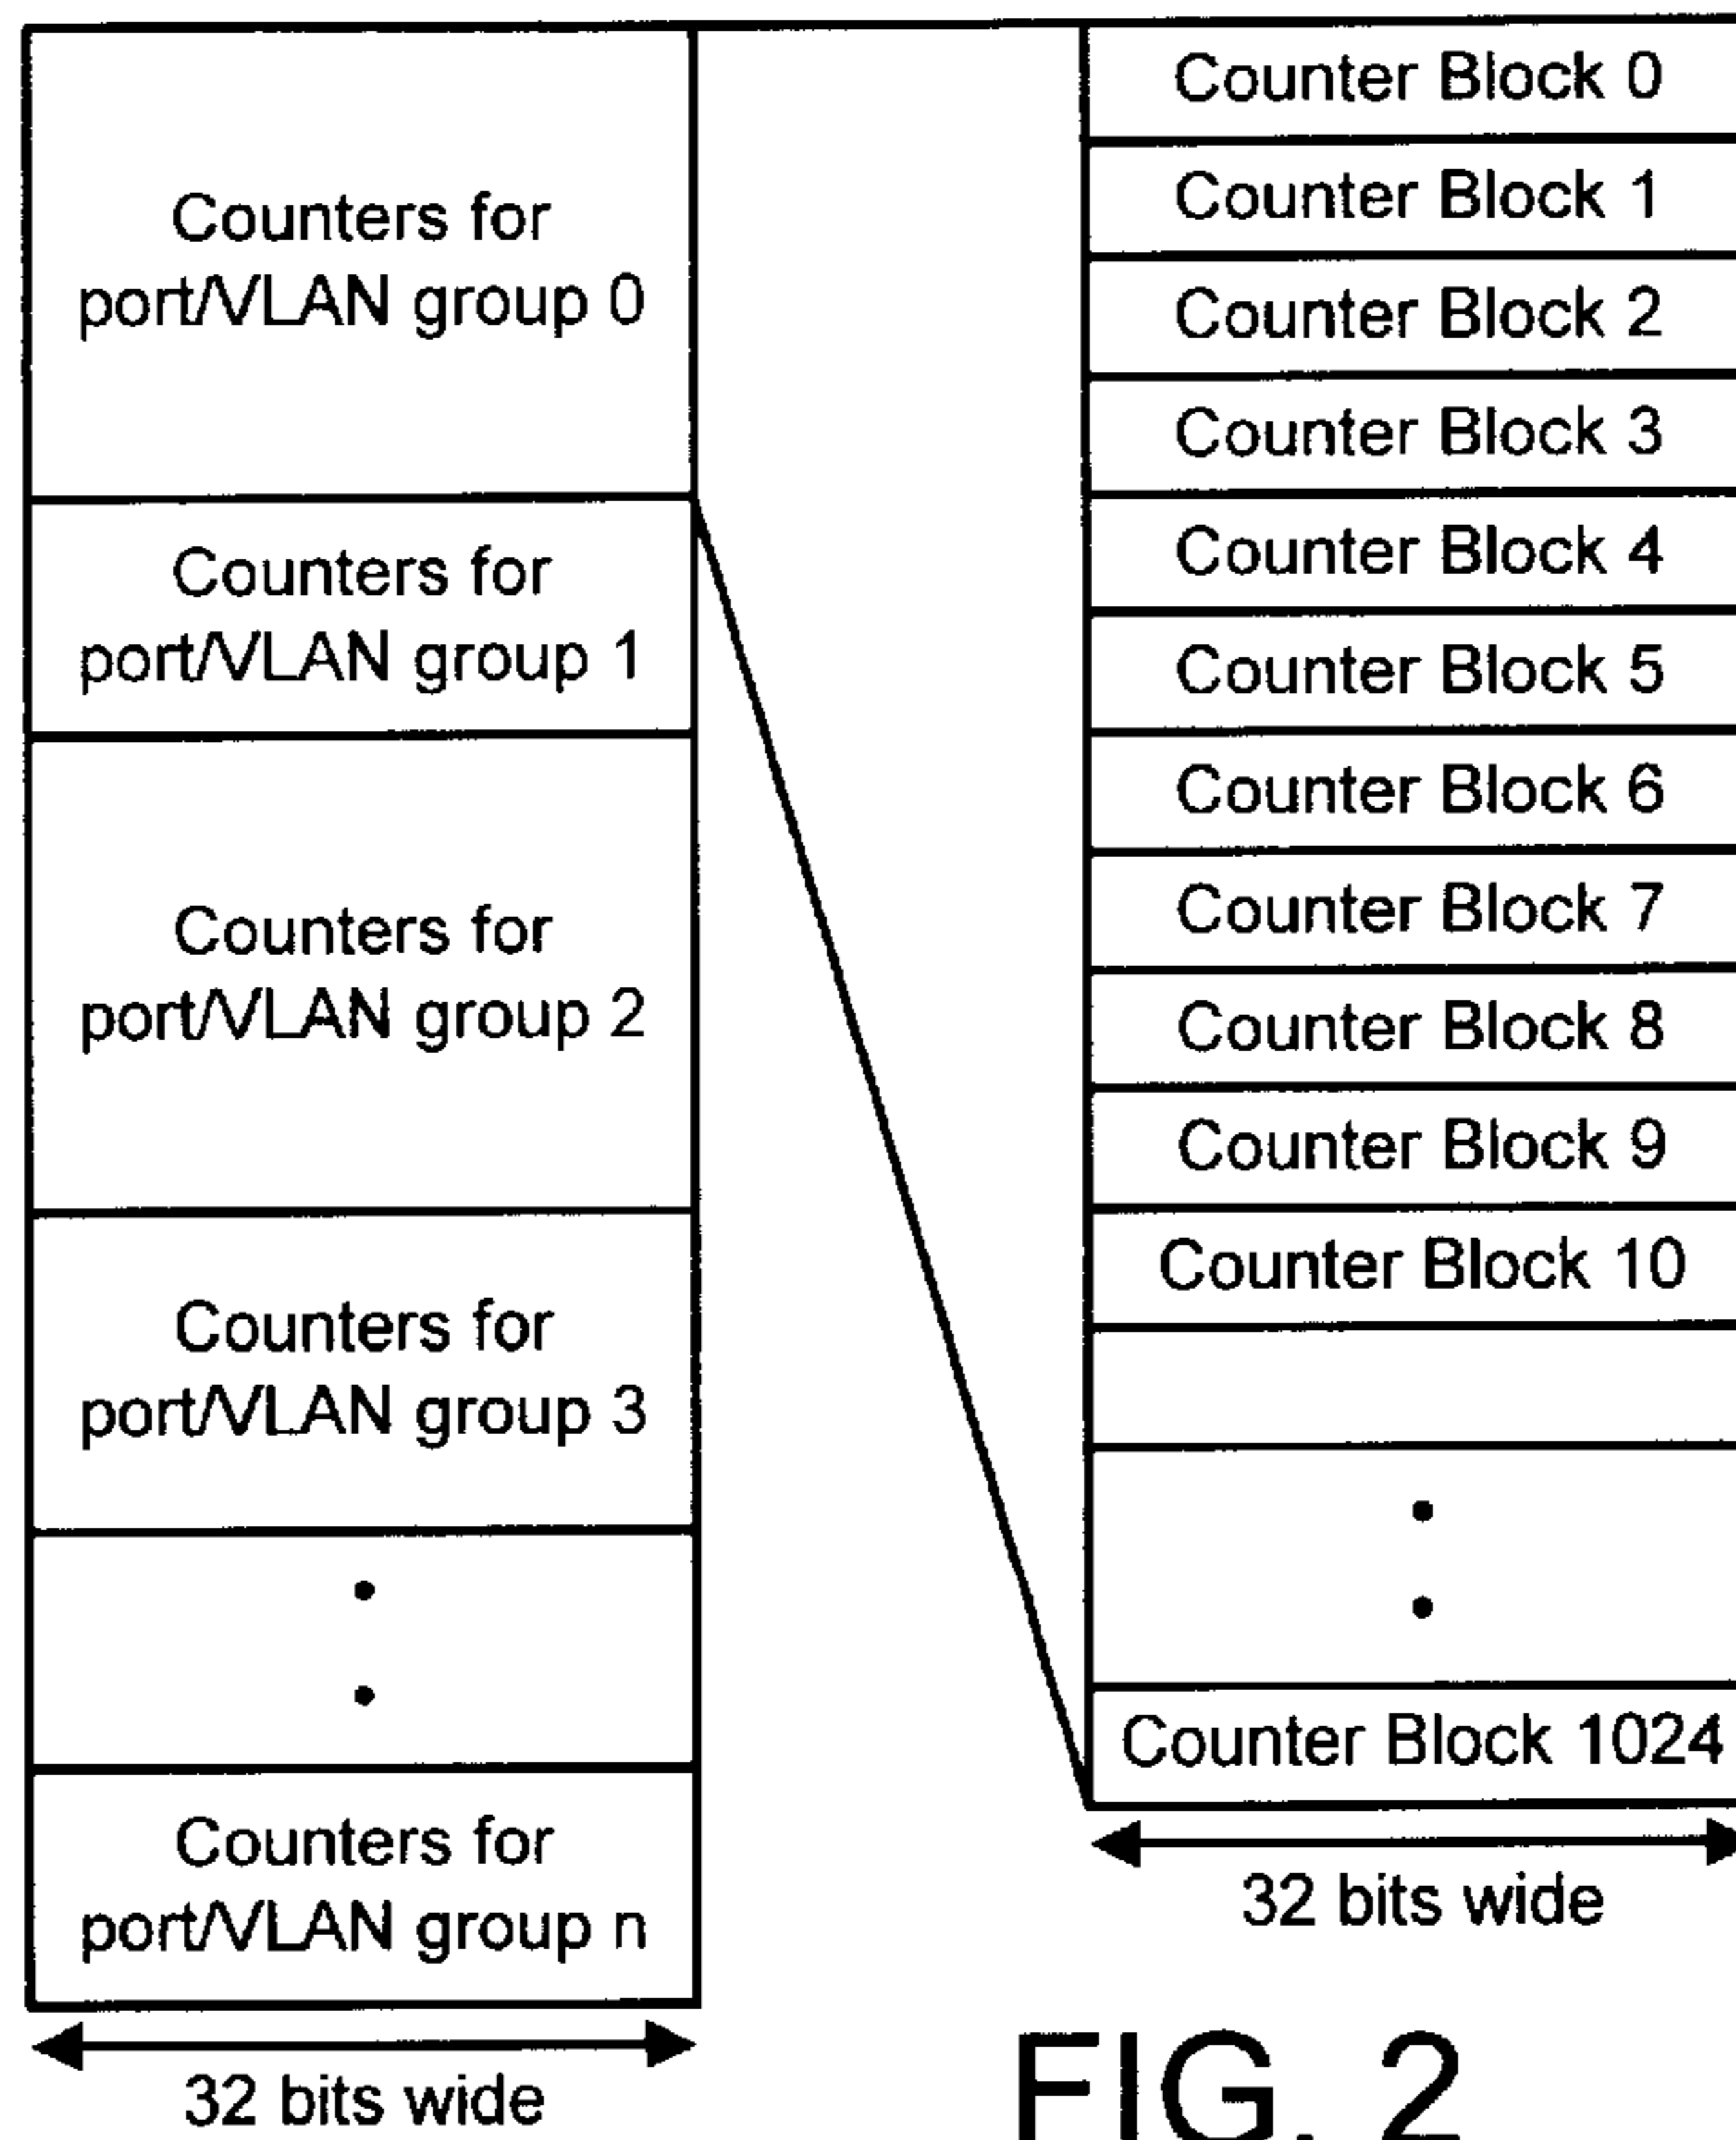 Counters for
port/VLAN group 0
Counters for
port/VLAN group 1
Counters for
port/VLAN group 2
Counters for
port/VLAN group 3
Counters for
port/VLAN group n
32 bits wide
Counter Block 0
Counter Block 1
Counter Block 2
Counter Block 3
Counter Block 4
Counter Block 5
Counter Block 6
Counter Block 7
Counter Block 8
Counter Block 9
Counter Block 10
Counter Block 1024
32 bits wide
FIG. 2